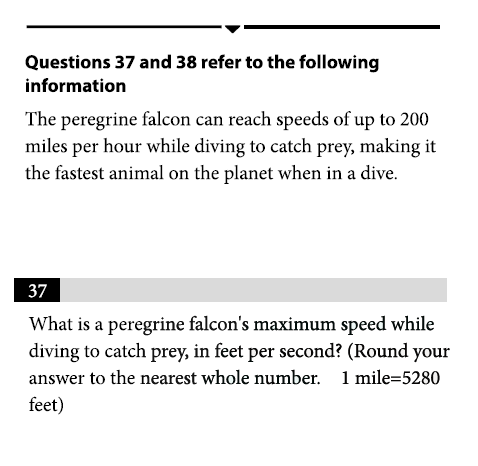 Questions 37 and 38 refer to the following
information
The peregrine falcon can reach speeds of up to 200
miles per hour while diving to catch prey, making it
the fastest animal on the planet when in a dive.
37
What is a peregrine falcon's maximum speed while
diving to catch prey, in feet per second? (Round your
answer to the nearest whole number. 1 mile=5280
feet)